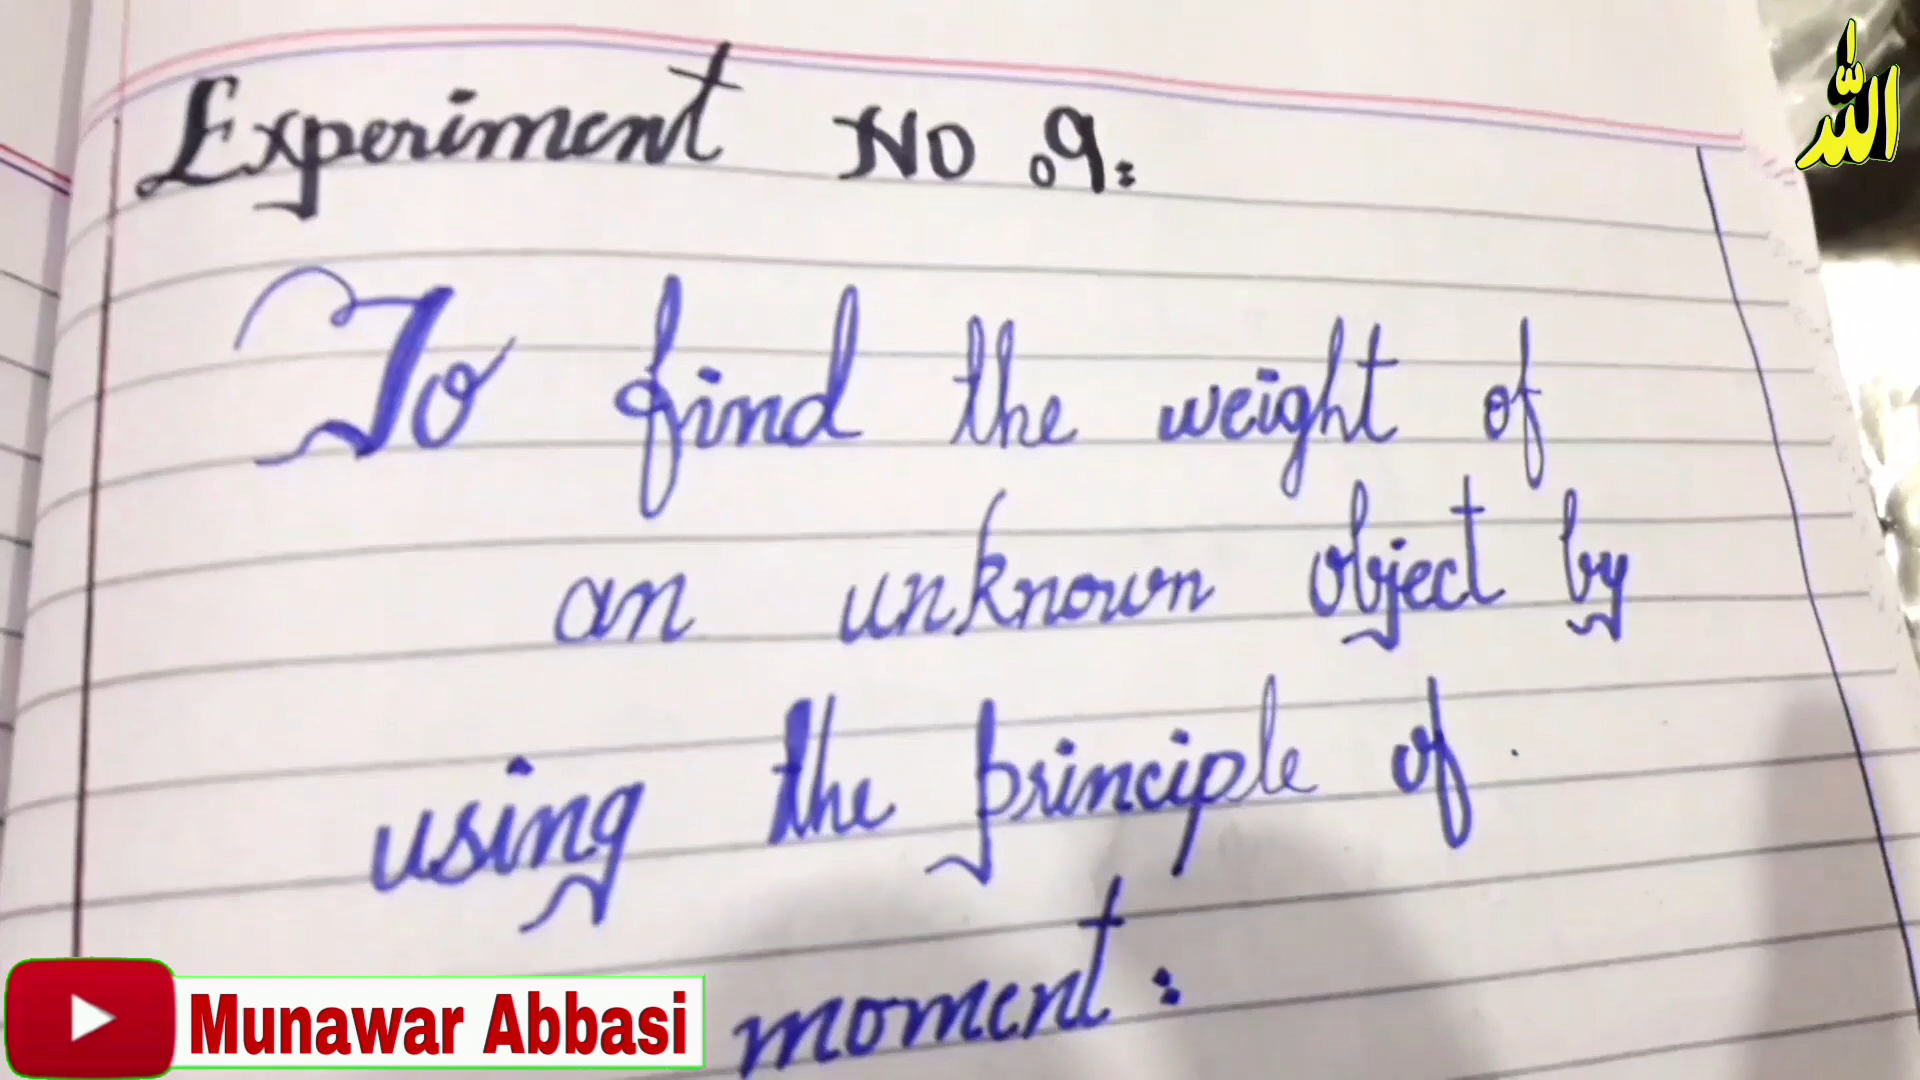 Experiment No .9:
الله
To find the weight of
an unknown object by
using the principle of
moment:
Munawar Abbasi